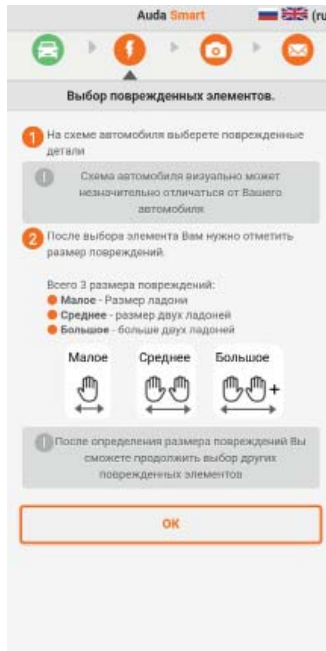 Auda Smart (ru
Выбор поврежденных элементов.
1 На схеме автомобиля выберете поврежденные
детали
Схема автомобиля визуально может
незначительно отличаться от Вашего
автомобиля
2 После выбора элемента Вам нужно отметить
размер повреждений.
Всего 3 размера повреждений:
Малое - Размер ладони
Среднее - размер двух ладоней
Большое - больше двух ладоней
Малое Среднее Большое
+
После определения размера повреждений Вы
сможете продолжить выбор других
поврежденных элементов
ОК